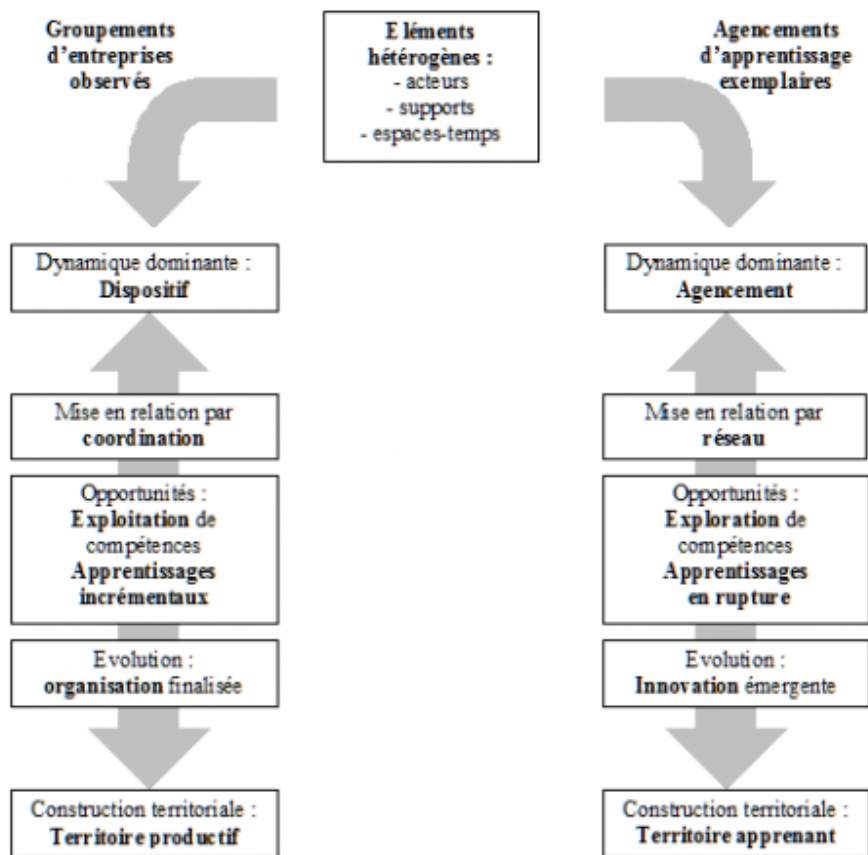 Groupements
d'entreprises
observés
Eléments
hétérogènes :
- acteurs
- supports
- espaces-temps
Agencements
d'apprentissage
exemplaires
Dynamique dominante :
Dispositif
Mise en relation par
coordination
Opportunités :
Exploitation de
compétences
Apprentissages
incrémentaux
Evolution :
organisation finalisée
Construction territoriale :
Territoire productif
Dynamique dominante :
Agencement
Mise en relation par
réseau
Opportunités :
Exploration de
compétences
Apprentissages
en rupture
Evolution :
Innovation émergente
Construction territoriale :
Territoire apprenant